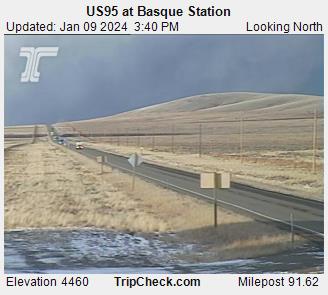 US95 at Basque Station
Updated: Jan 09 2024 3:40 PM Looking North
Elevation 4460 TripCheck.com Milepost 91.62